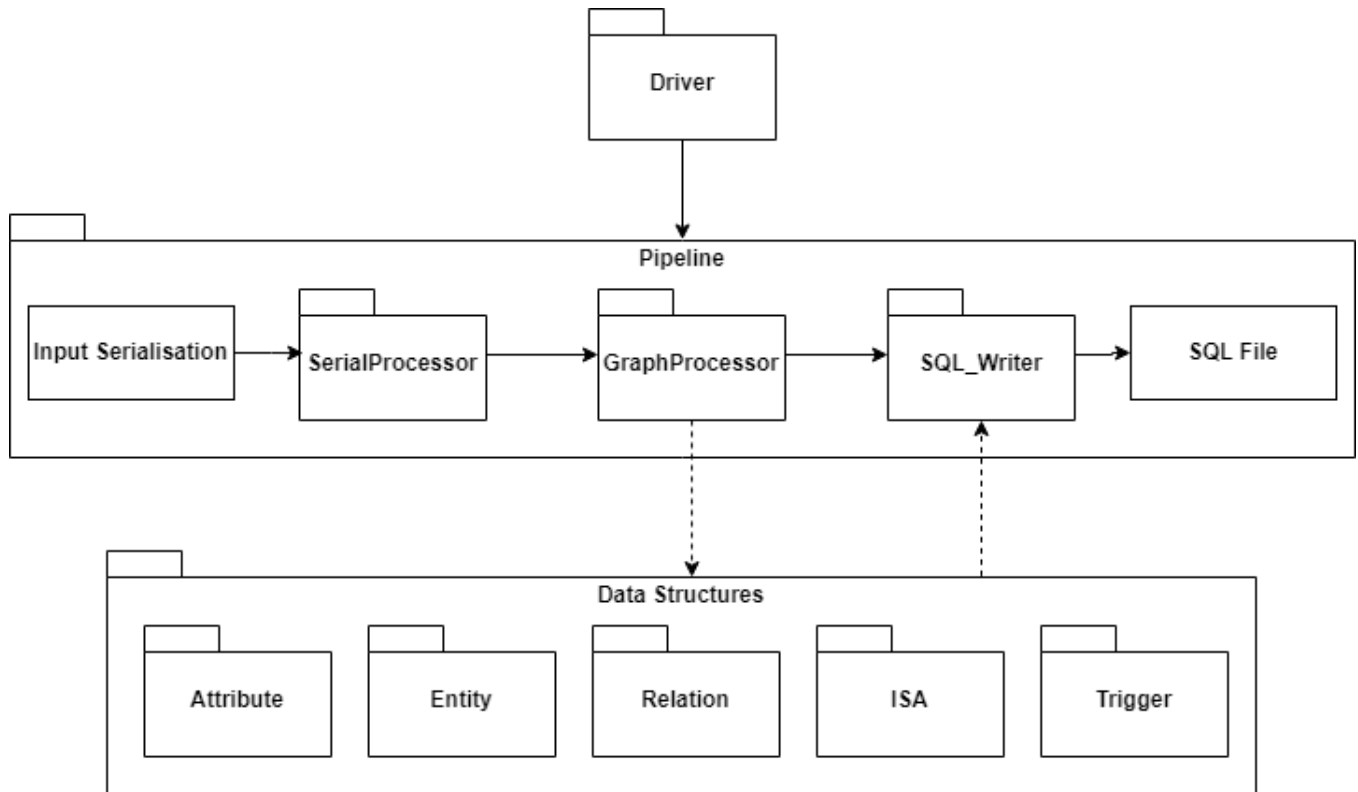 Driver
Pipeline
Input Serialisation
SerialProcessor
GraphProcessor
SQL_Writer
SQL File
Data Structures
Attribute
Entity
Relation
ISA
Trigger